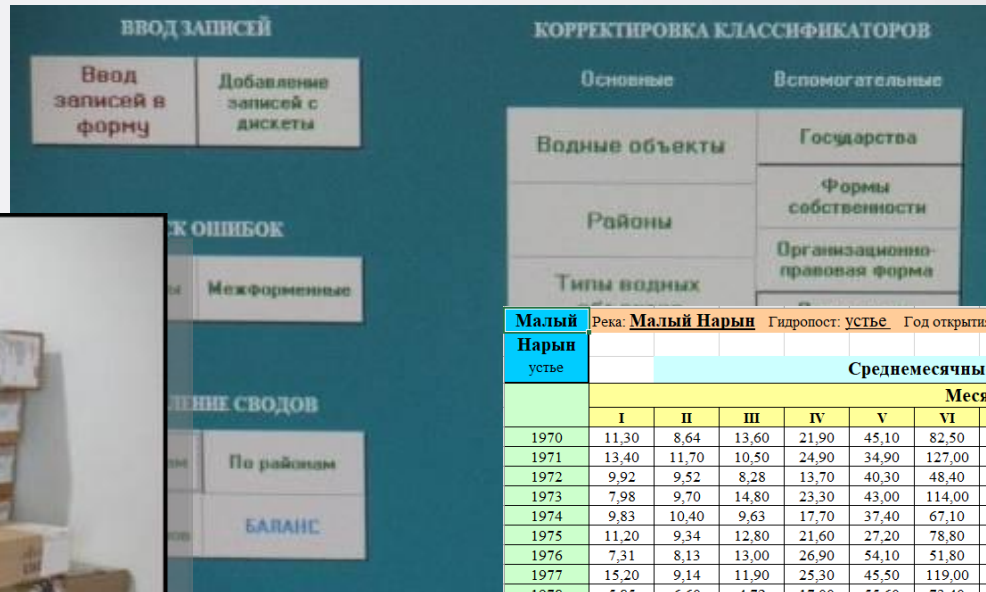 ВВОД ЗАПИСЕЙ
Ввод
записей в
форму
Добавление
записей с
дискеты
ОШИБОК
Межформенные
СВОДОВ
По районам
БАЛАНС
КОРРЕКТИРОВКА КЛАССИФИКАТОРОВ
Основные
Вспомогательные
Водные объекты
Районы
Типы водных
Государства
Формы
собственности
Организационно-
правовая форма
Малый
Нарын
устье
Река: Малый Нарын Гидропост: устье Год открыти
Среднемесячны
Меся
I II III IV V VI
1970 11,30 8,64 13,60 21,90 45,10 82,50
1971 13,40 11,70 10,50 24,90 34,90 127,00
1972 9,92 9,52 8,28 13,70 40,30 48,40
1973 7,98 9,70 14,80 23,30 43,00 114,00
1974 9,83 10,40 9,63 17,70 37,40 67,10
1975 11,20 9,34 12,80 21,60 27,20 78,80
1976 7,31 8,13 13,00 26,90 54,10 51,80
1977 15,20 9,14 11,90 25,30 45,50 119,00